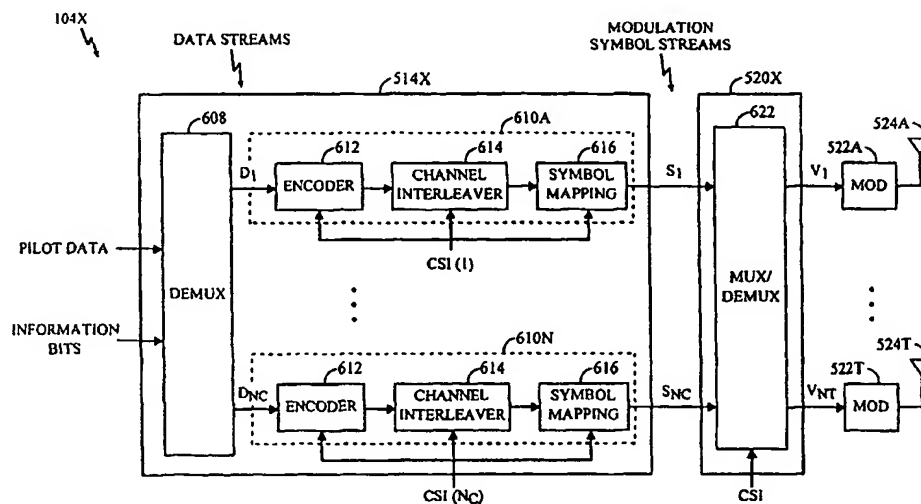 104X
DATA STREAMS
MODULATION
SYMBOL STREAMS
514X
520X
608
610A
622
524A
612
614
616
522A
D1
ENCODER
CHANNEL
INTERLEAVER
SYMBOL
MAPPING
S1
V1
MOD
PILOT DATA
CSI (1)
DEMUX
MUX/
DEMUX
INFORMATION
BITS
610N
524T
612
614
616
522T
DNC
ENCODER
CHANNEL
INTERLEAVER
SYMBOL
MAPPING
SNC
VNT
MOD
CSI (NC)
CSI